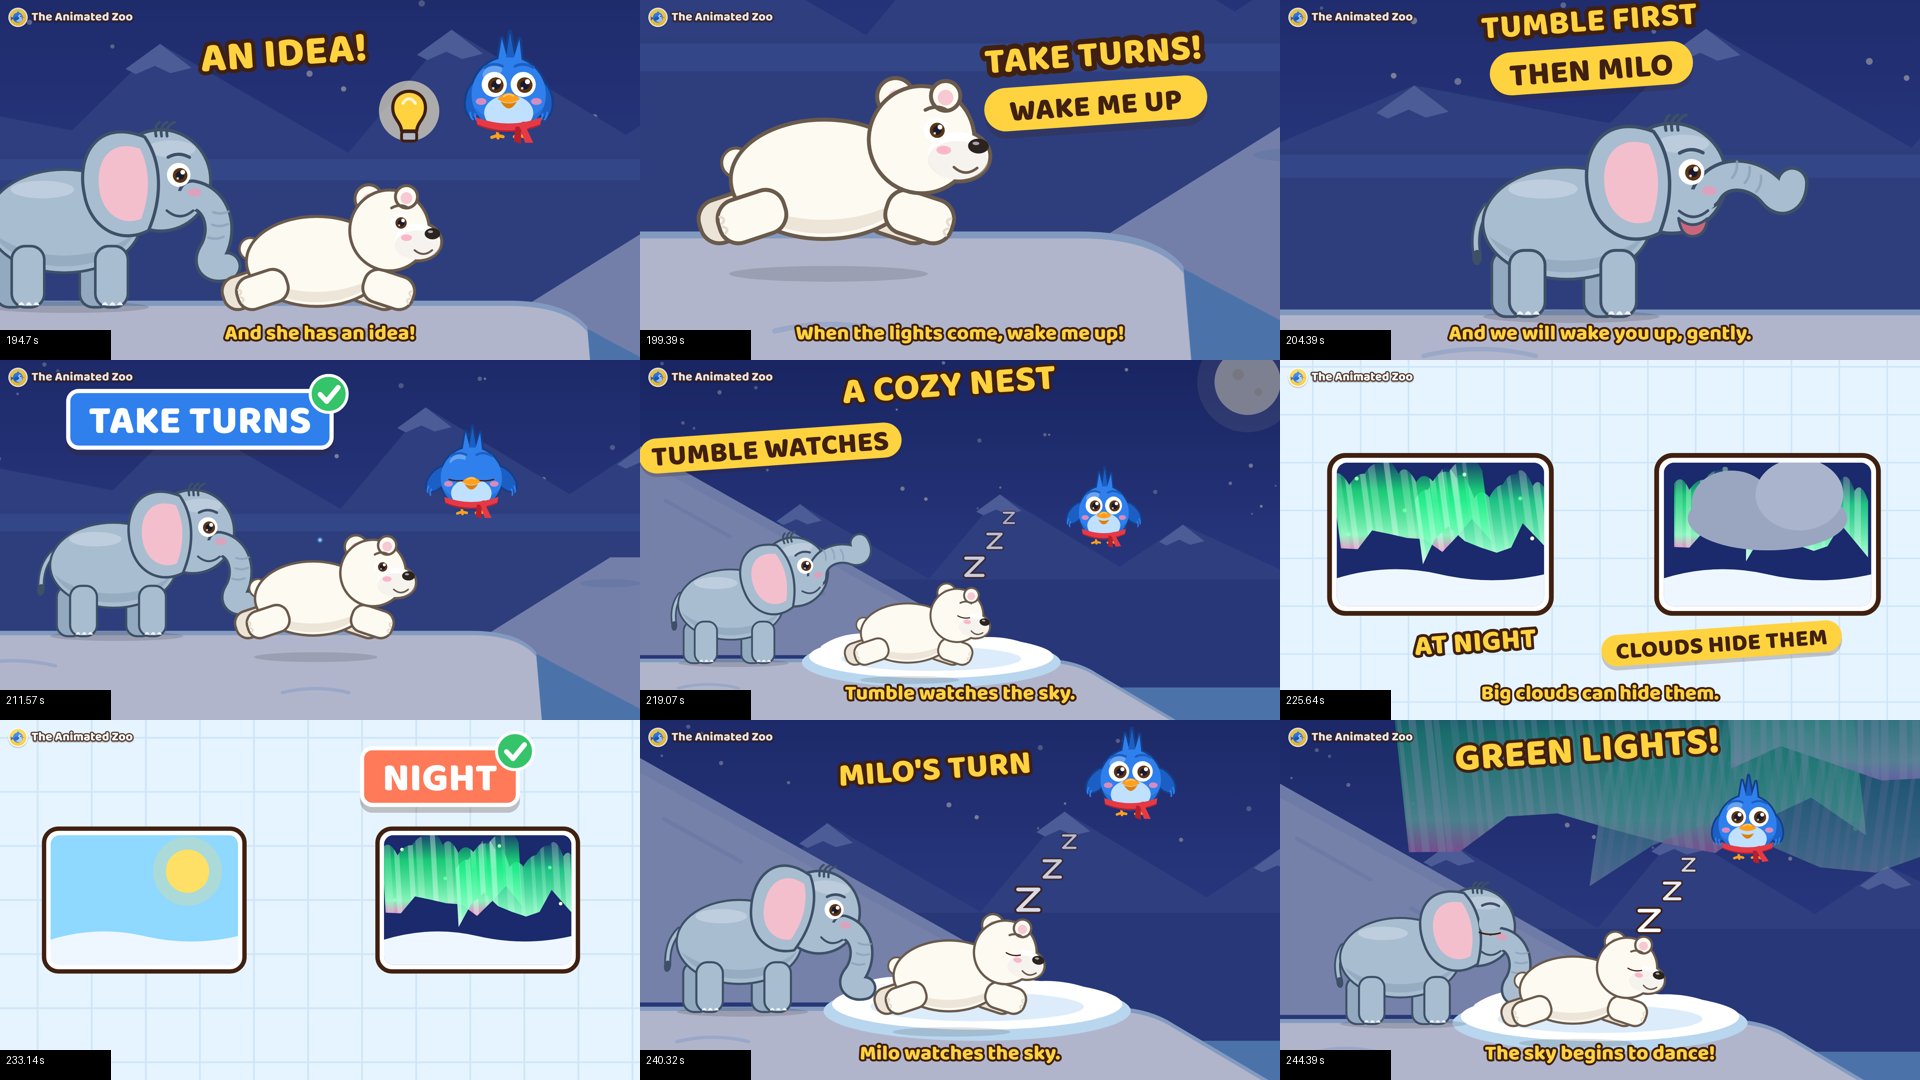 The Animated Zoo
AN IDEA!
And she has an idea!
194.7 s
The Animated Zoo
TAKE TURNS!
WAKE ME UP
When the lights come, wake me up!
199.39 s
The Animated Zoo
TUMBLE FIRST
THEN MILO
And we will wake you up, gently.
204.39 s
The Animated Zoo
TAKE TURNS
211.57 s
The Animated Zoo
A COZY NEST
TUMBLE WATCHES
Z
Z
Z
Tumble watches the sky.
219.07 s
The Animated Zoo
AT NIGHT
CLOUDS HIDE THEM
Big clouds can hide them.
225.64 s
The Animated Zoo
NIGHT
233.14 s
The Animated Zoo
MILO'S TURN
Z
Z
Z
Milo watches the sky.
240.32 s
The Animated Zoo
GREEN LIGHTS!
Z
Z
Z
The sky begins to dance!
244.39 s